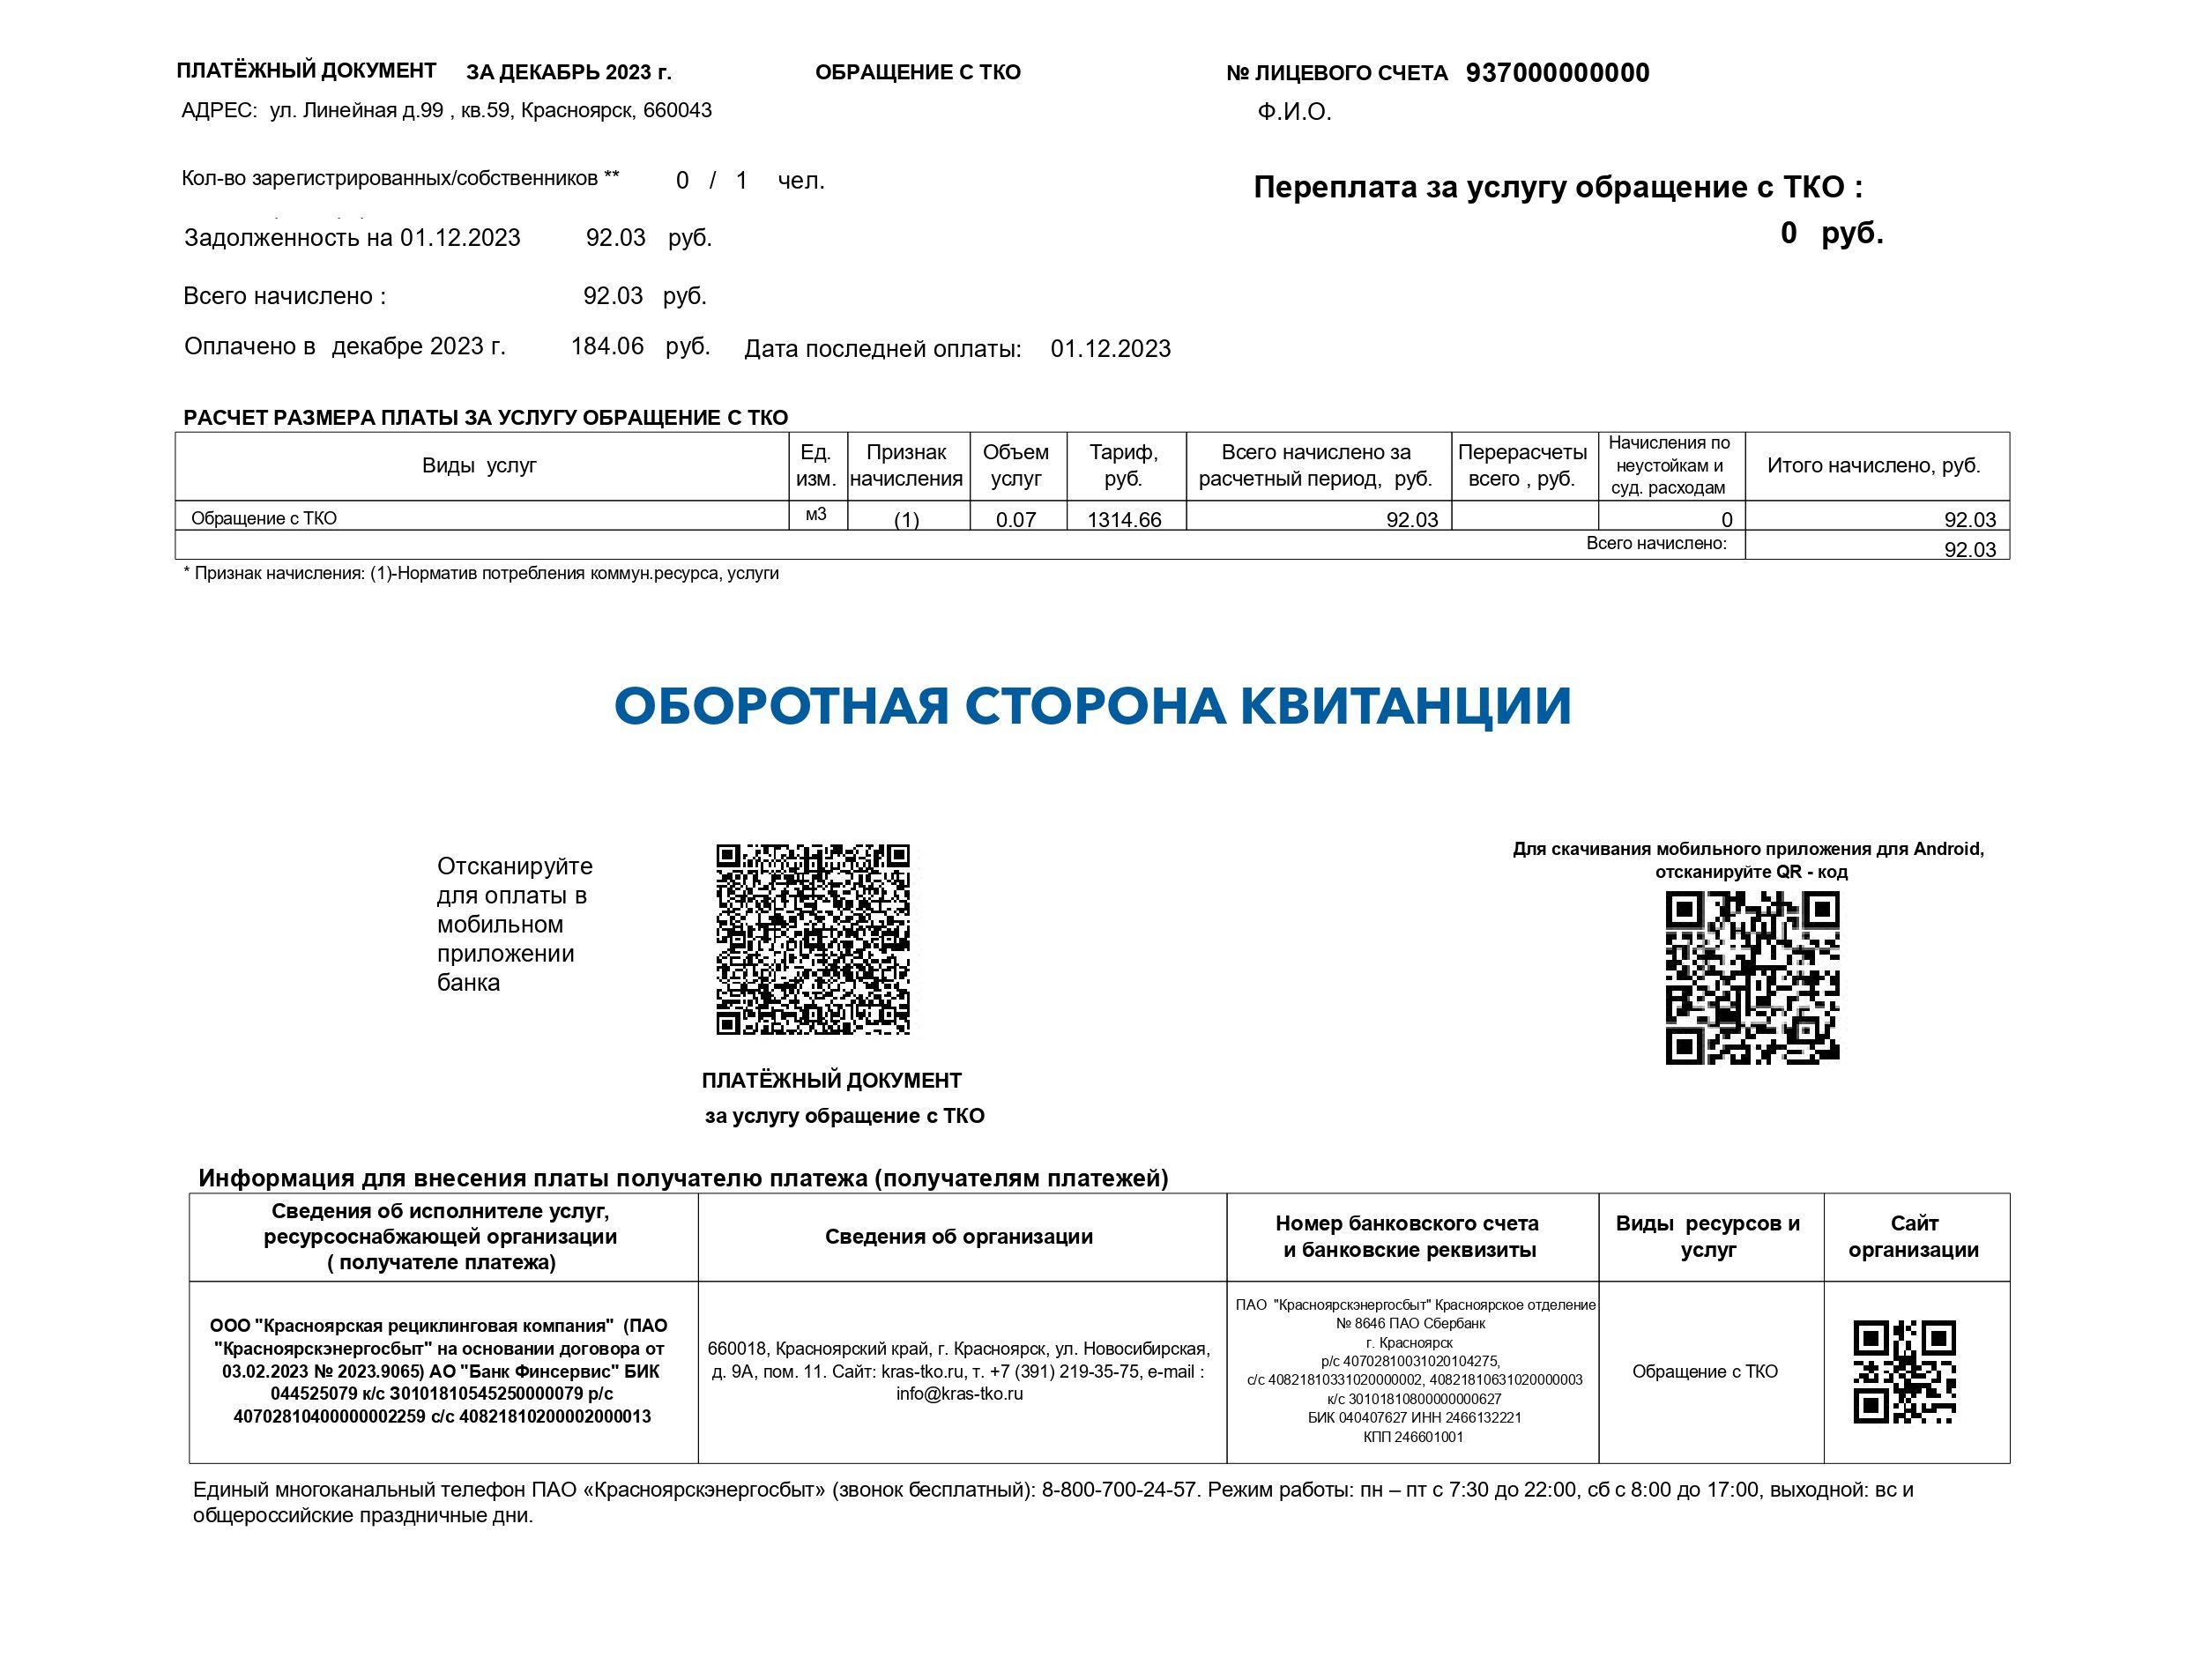 ПЛАТЁЖНЫЙ ДОКУМЕНТ ЗА ДЕКАБРЬ 2023 г. ОБРАЩЕНИЕ С ТКО № ЛИЦЕВОГО СЧЕТА 937000000000
АДРЕС: ул. Линейная д.99 , кв.59, Красноярск, 660043 Ф.И.О.
Кол-во зарегистрированных/собственников ** 0 / 1 чел.
Переплата за услугу обращение с ТКО :
0 руб.
Задолженность на 01.12.2023 92.03 руб.
Всего начислено : 92.03 руб.
Оплачено в декабре 2023 г. 184.06 руб. Дата последней оплаты: 01.12.2023
РАСЧЕТ РАЗМЕРА ПЛАТЫ ЗА УСЛУГУ ОБРАЩЕНИЕ С ТКО
Виды услуг
Ед.
изм.
Признак
начисления
Объем
услуг
Тариф,
руб.
Всего начислено за
расчетный период, руб.
Перерасчеты
всего , руб.
Начисления по
неустойкам и
суд. расходам
Итого начислено, руб.
Обращение с ТКО м3 (1) 0.07 1314.66 92.03 0 92.03
Всего начислено: 92.03
* Признак начисления: (1)-Норматив потребления коммун.ресурса, услуги
ОБОРОТНАЯ СТОРОНА КВИТАНЦИИ
Отсканируйте
для оплаты в
мобильном
приложении
банка
Для скачивания мобильного приложения для Android,
отсканируйте QR - код
ПЛАТЁЖНЫЙ ДОКУМЕНТ
за услугу обращение с ТКО
Информация для внесения платы получателю платежа (получателям платежей)
Сведения об исполнителе услуг,
ресурсоснабжающей организации
( получателе платежа)
Сведения об организации
Номер банковского счета
и банковские реквизиты
Виды ресурсов и
услуг
Сайт
организации
ООО "Красноярская рециклинговая компания" (ПАО
"Красноярскэнергосбыт" на основании договора от
03.02.2023 № 2023.9065) АО "Банк Финсервис" БИК
044525079 к/с 30101810545250000079 р/с
40702810400000002259 с/с 40821810200002000013
660018, Красноярский край, г. Красноярск, ул. Новосибирская,
д. 9А, пом. 11. Сайт: kras-tko.ru, т. +7 (391) 219-35-75, e-mail :
info@kras-tko.ru
ПАО "Красноярскэнергосбыт" Красноярское отделение
№ 8646 ПАО Сбербанк
г. Красноярск
р/с 40702810031020104275,
с/с 40821810331020000002, 40821810631020000003
к/с 30101810800000000627
БИК 040407627 ИНН 2466132221
КПП 246601001
Обращение с ТКО
Единый многоканальный телефон ПАО «Красноярскэнергосбыт» (звонок бесплатный): 8-800-700-24-57. Режим работы: пн – пт с 7:30 до 22:00, сб с 8:00 до 17:00, выходной: вс и
общероссийские праздничные дни.